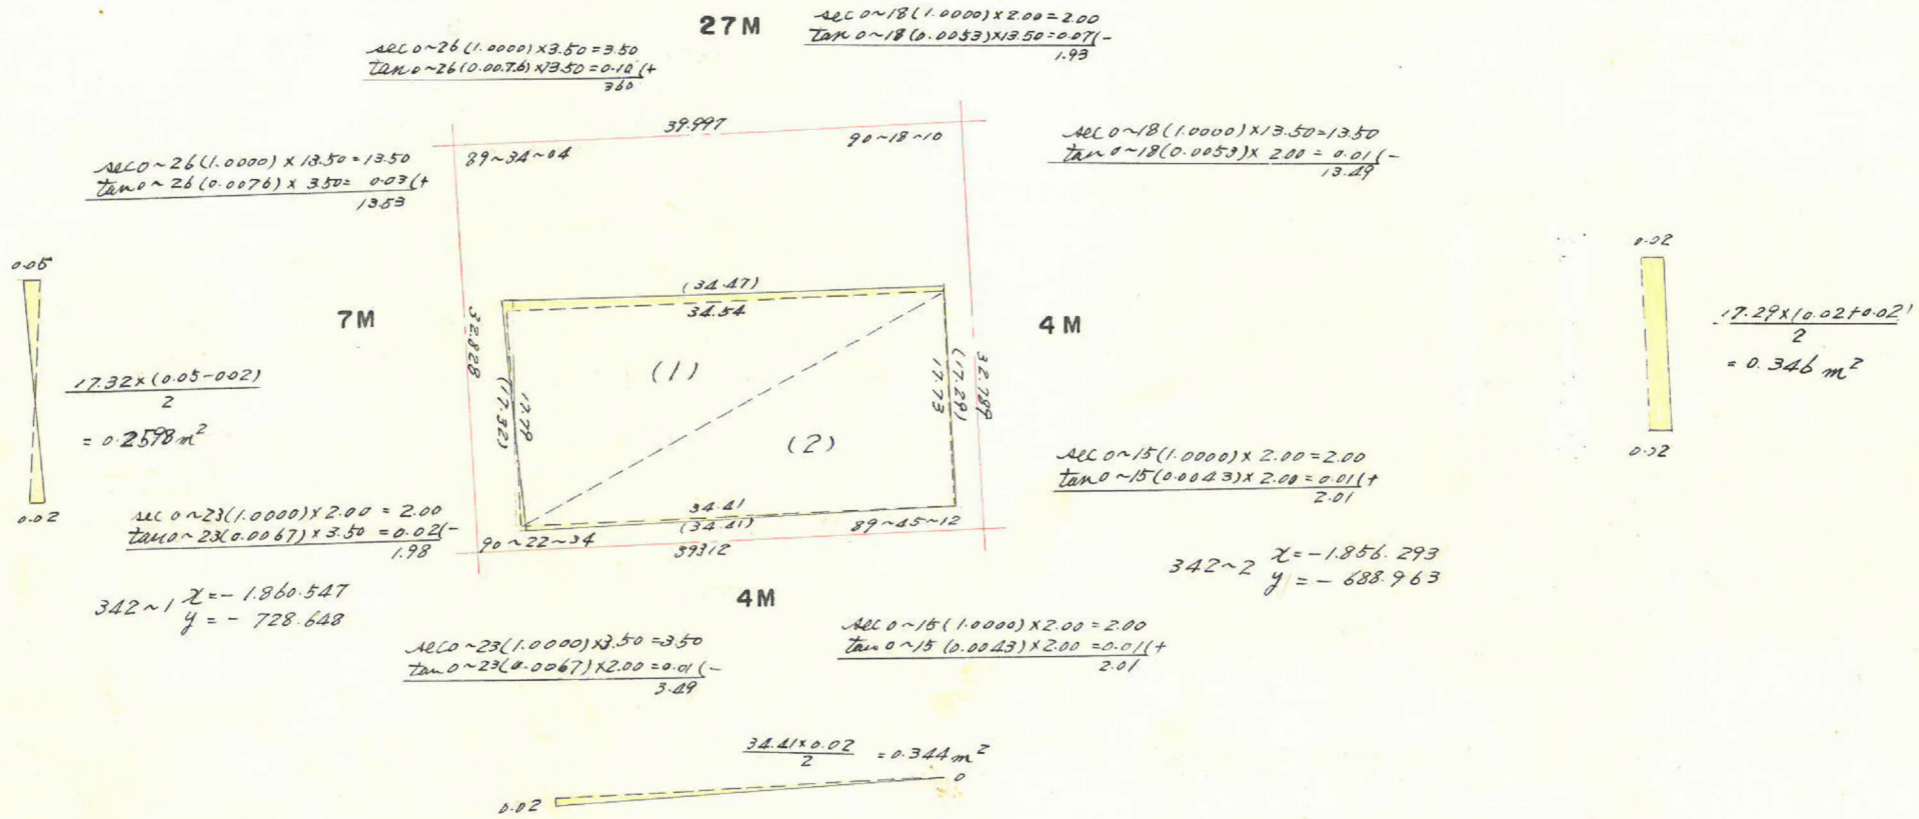 27M
sec 0~18(1.0000)×2.00=2.00
tan 0~18(0.0053)×13.50=0.07(-
1.93
sec 0~26(1.0000)×3.50=3.50
tan 0~26(0.0076)×13.50=0.10(+
360
39.997
89~34~04
90~18~10
sec 0~18(1.0000)×13.50=13.50
tan 0~18(0.0053)× 2.00 = 0.01(-
13.49
sec 0~26(1.0000)×13.50=13.50
tan 0~26(0.0076)× 3.50= 0.03(+
13.53
0.05
0.02
7M
17.32×(0.05-0.02)
2
= 0.2598 m²
0.02
32.828
(17.32)
17.79
(34.47)
34.54
(1)
(2)
17.73
(17.29)
32.789
4M
17.29×(0.02+0.02)
2
= 0.346 m²
0.02
34.41
(34.41)
90~22~34
39312
89~45~12
sec 0~15(1.0000)× 2.00=2.00
tan 0~15(0.0043)× 2.00 = 0.01(+
2.01
sec 0~23(1.0000)×2.00 = 2.00
tan 0~23(0.0067)×3.50 =0.02(-
1.98
342~1 x=-1.860.547
y = - 728.648
342~2 x=-1.856.293
y = - 688.963
4M
sec 0~23(1.0000)×3.50=3.50
tan 0~23(0.0067)×2.00=0.01(-
3.49
sec 0~15(1.0000)×2.00=2.00
tan 0~15(0.0043)×2.00=0.01(+
2.01
34.41×0.02
2
=0.344 m²
0.02
0